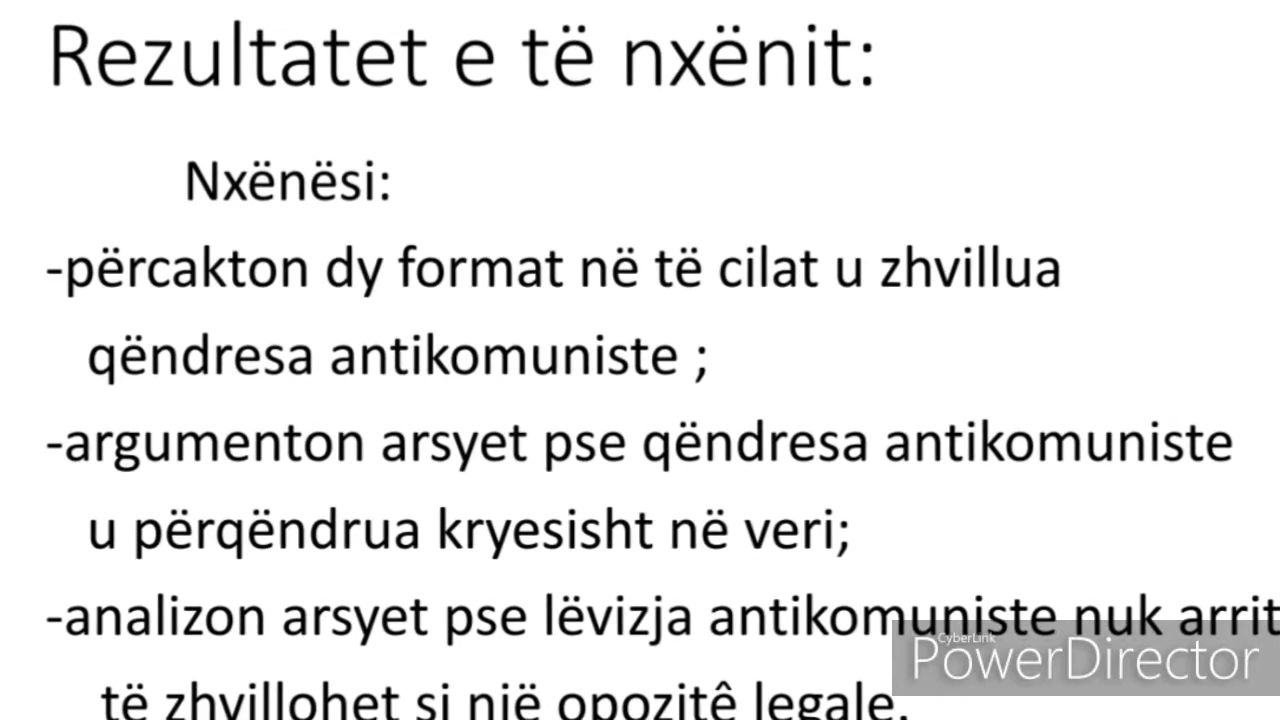 Rezultatet e të nxënit:
Nxënësi:
-përcakton dy format në të cilat u zhvillua
qëndresa antikomuniste ;
-argumenton arsyet pse qëndresa antikomuniste
u përqëndrua kryesisht në veri;
-analizon arsyet pse lëvizja antikomuniste nuk arrit
të zhvillohet si një opozitê legale.
CyberLink
PowerDirector